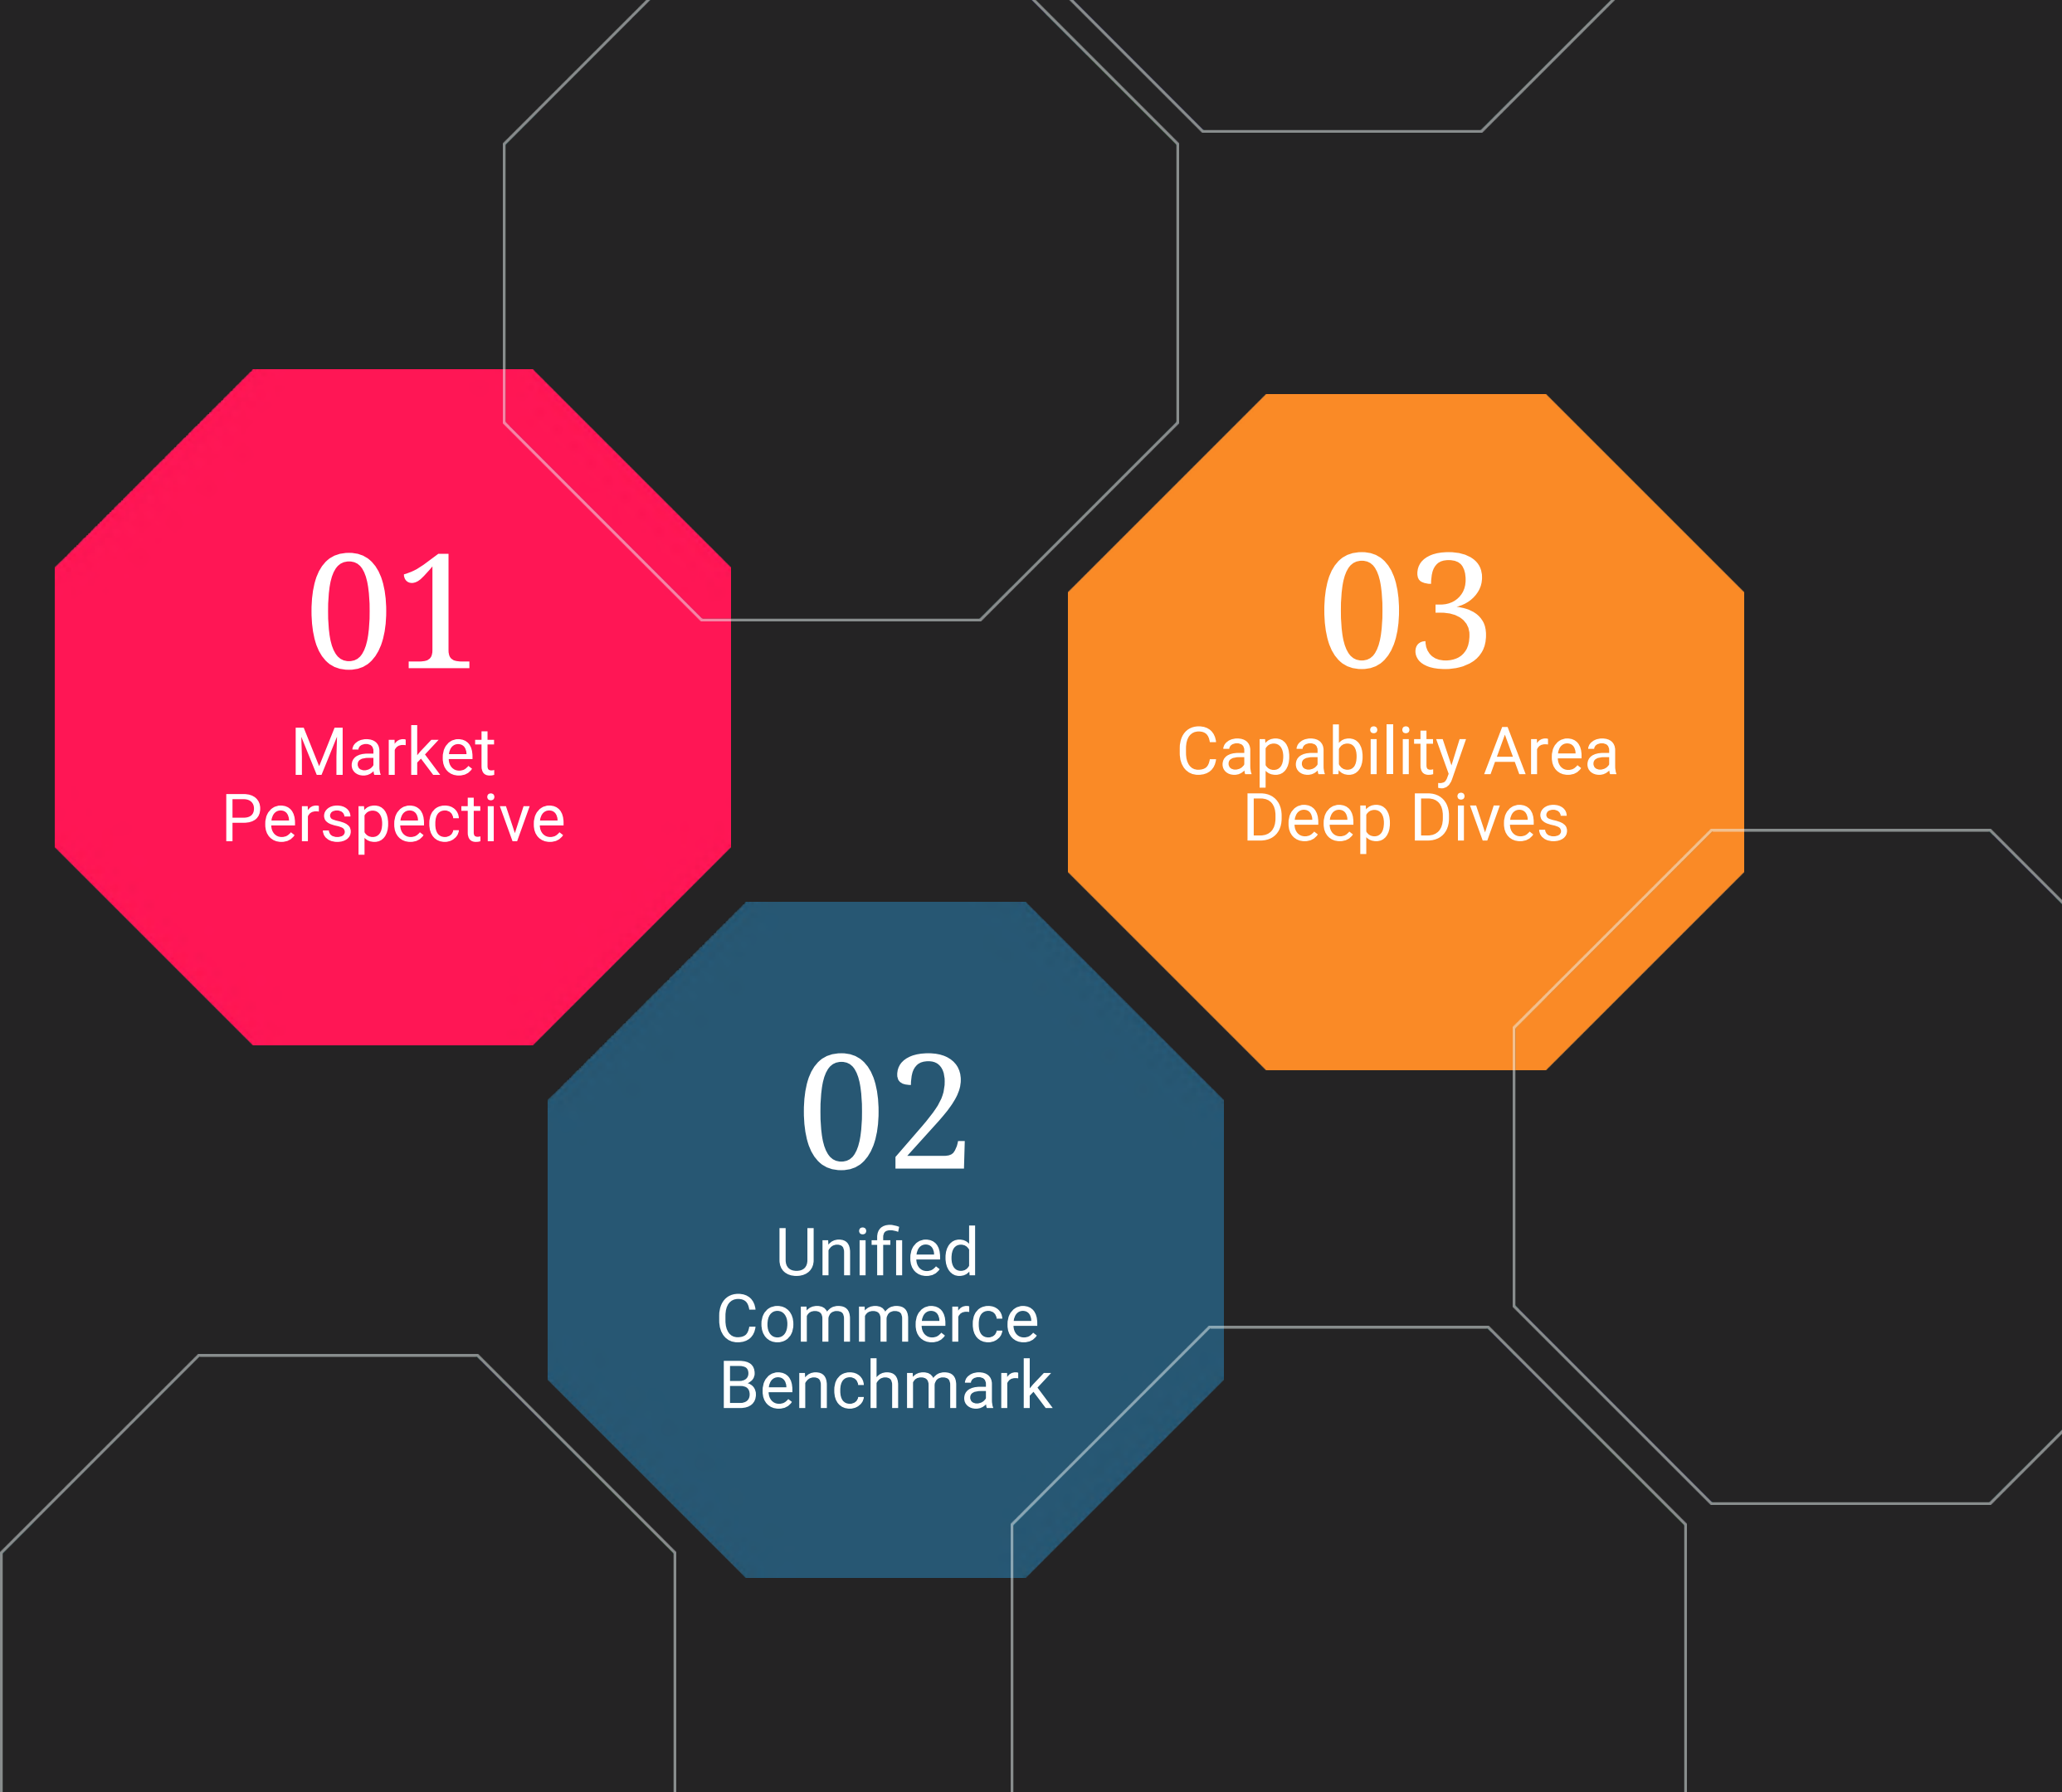 01
Market
Perspective
02
Unified
Commerce
Benchmark
03
Capability Area
Deep Dives